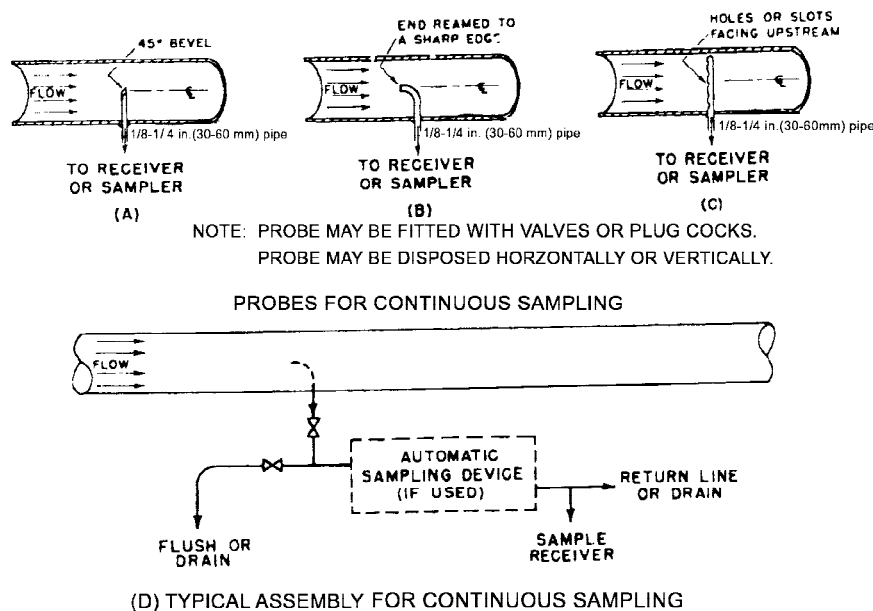 45° BEVEL
FLOW
℄
1/8-1/4 in.(30-60 mm) pipe
TO RECEIVER
OR SAMPLER
(A)
END REAMED TO
A SHARP EDGE
FLOW
℄
1/8-1/4 in.(30-60 mm) pipe
TO RECEIVER
OR SAMPLER
(B)
HOLES OR SLOTS
FACING UPSTREAM
FLOW
℄
1/8-1/4 in.(30-60mm) pipe
TO RECEIVER
OR SAMPLER
(C)
NOTE: PROBE MAY BE FITTED WITH VALVES OR PLUG COCKS.
PROBE MAY BE DISPOSED HORZONTALLY OR VERTICALLY.
PROBES FOR CONTINUOUS SAMPLING
FLOW
AUTOMATIC
SAMPLING DEVICE
(IF USED)
RETURN LINE
OR DRAIN
FLUSH OR
DRAIN
SAMPLE
RECEIVER
(D) TYPICAL ASSEMBLY FOR CONTINUOUS SAMPLING